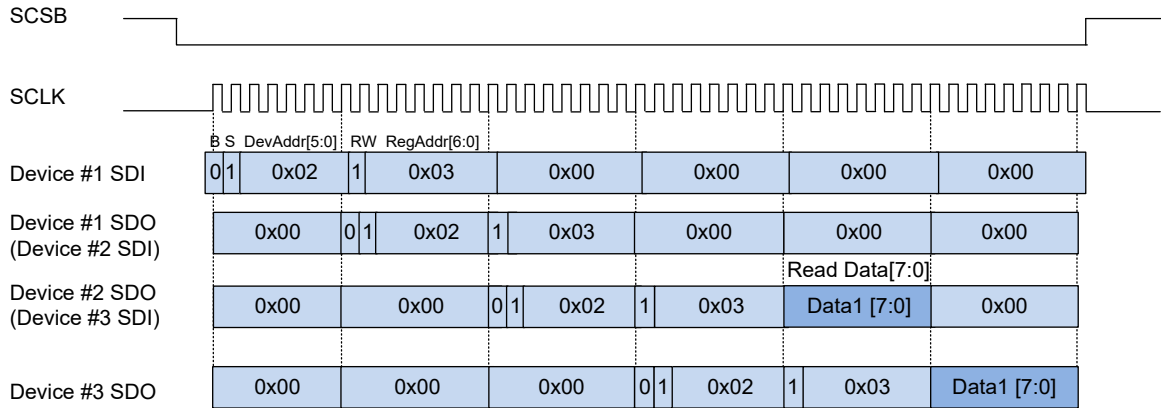 SCSB
SCLK
B S DevAddr[5:0] RW RegAddr[6:0]
Device #1 SDI 0 1 0x02 1 0x03 0x00 0x00 0x00 0x00
Device #1 SDO
(Device #2 SDI) 0x00 0 1 0x02 1 0x03 0x00 0x00 0x00
Read Data[7:0]
Device #2 SDO
(Device #3 SDI) 0x00 0x00 0 1 0x02 1 0x03 Data1 [7:0] 0x00
Device #3 SDO 0x00 0x00 0x00 0 1 0x02 1 0x03 Data1 [7:0]